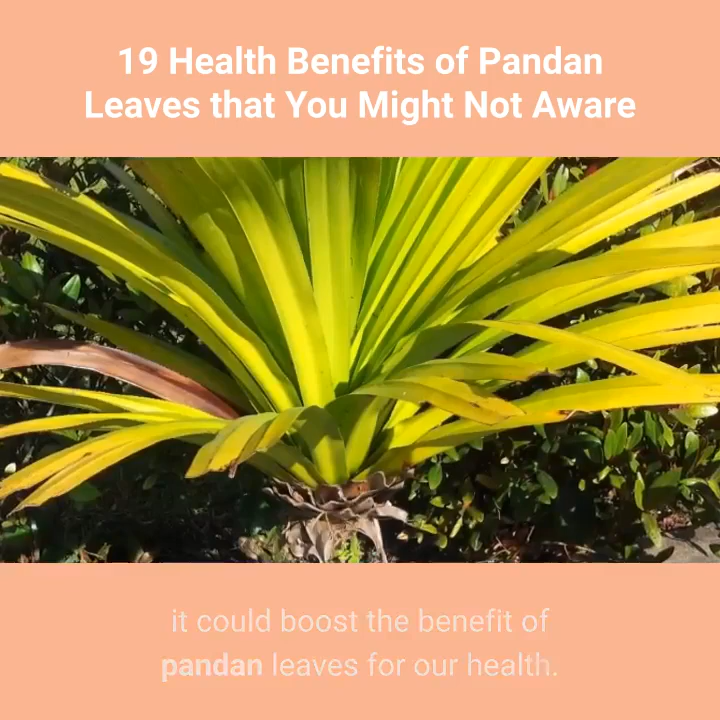 19 Health Benefits of Pandan
Leaves that You Might Not Aware
it could boost the benefit of
pandan leaves for our health.